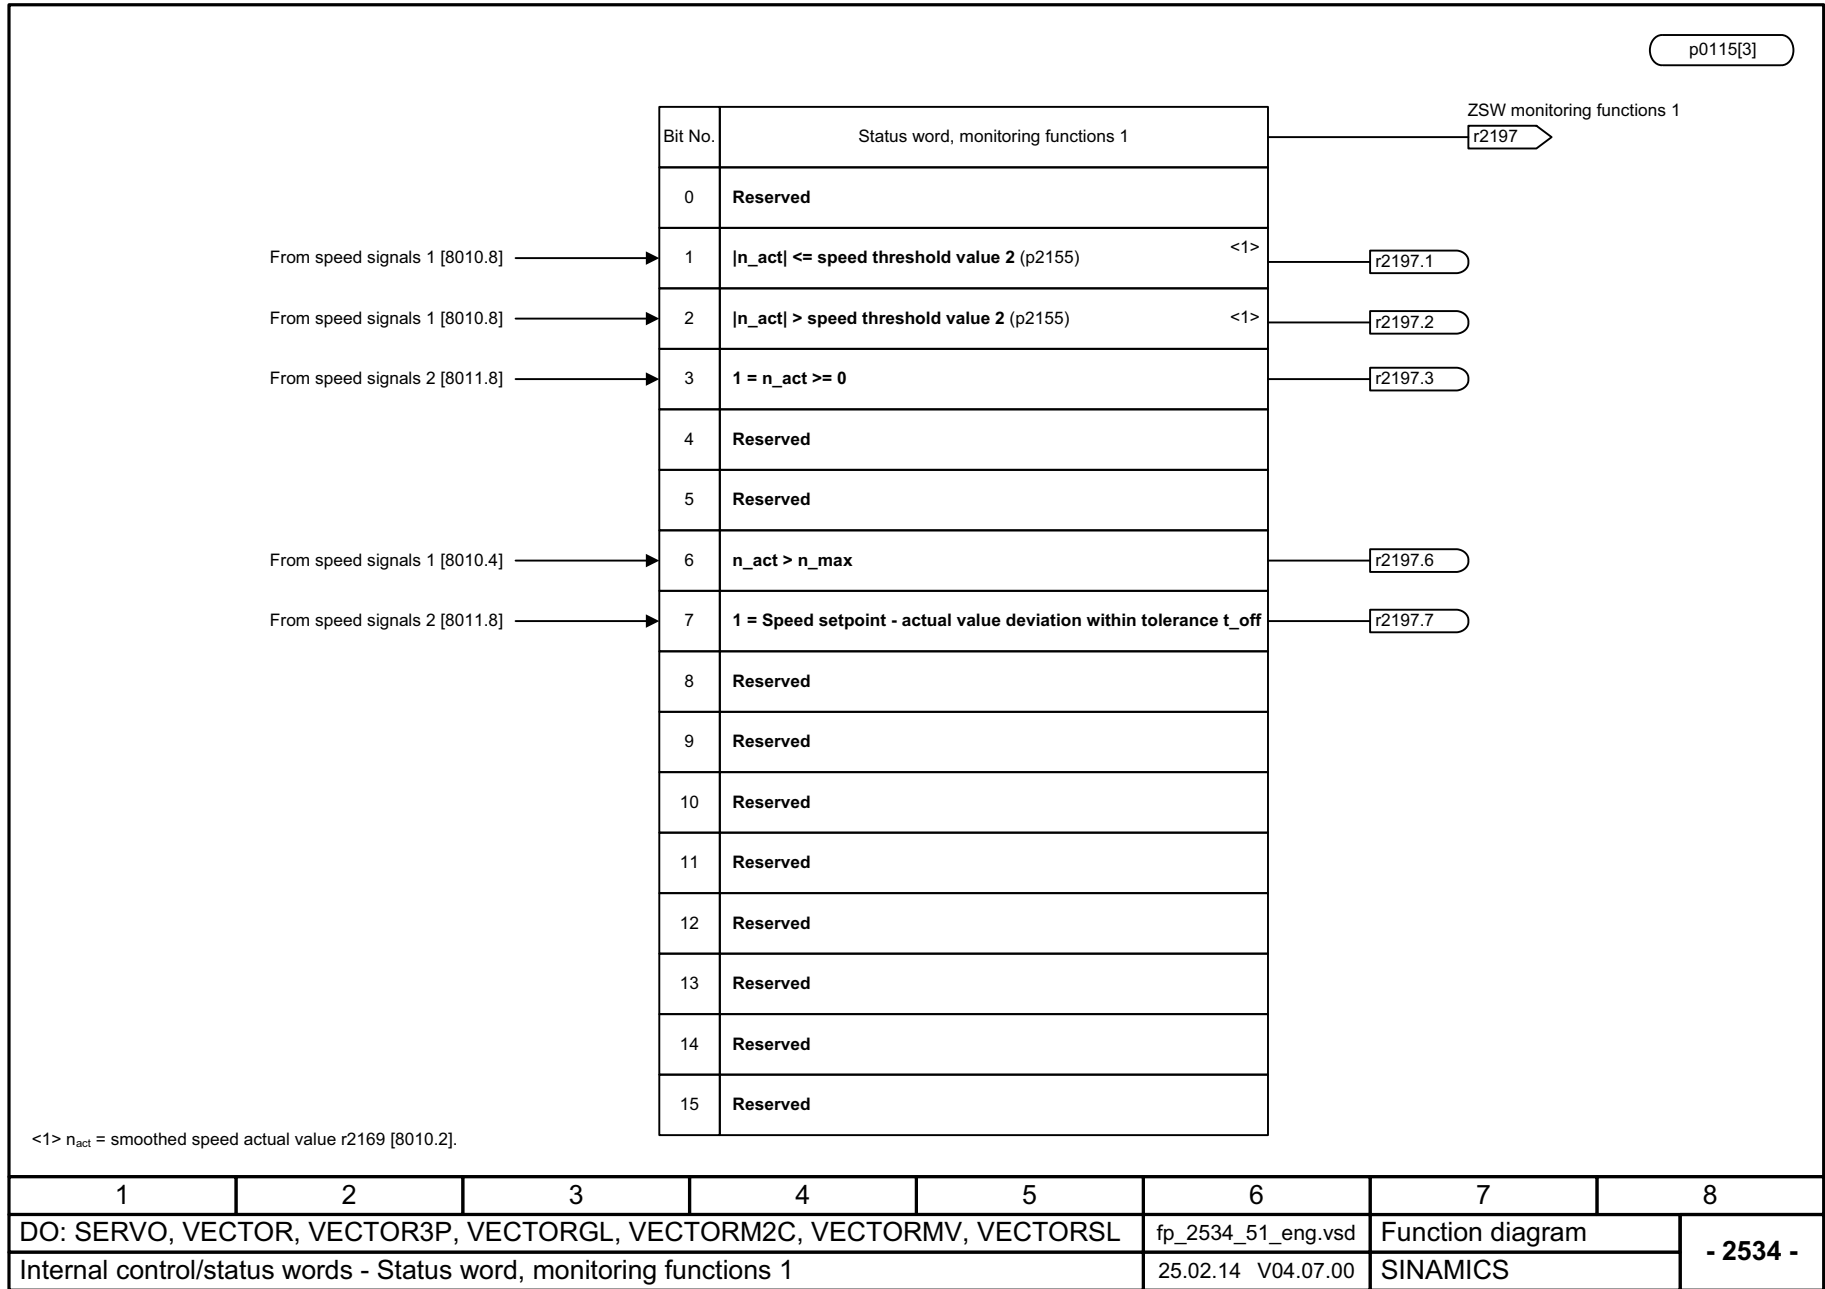 p0115[3]
ZSW monitoring functions 1
Bit No. Status word, monitoring functions 1 r2197
0 Reserved
From speed signals 1 [8010.8] 1 |n_act| <= speed threshold value 2 (p2155) <1> r2197.1
From speed signals 1 [8010.8] 2 |n_act| > speed threshold value 2 (p2155) <1> r2197.2
From speed signals 2 [8011.8] 3 1 = n_act >= 0 r2197.3
4 Reserved
5 Reserved
From speed signals 1 [8010.4] 6 n_act > n_max r2197.6
From speed signals 2 [8011.8] 7 1 = Speed setpoint - actual value deviation within tolerance t_off r2197.7
8 Reserved
9 Reserved
10 Reserved
11 Reserved
12 Reserved
13 Reserved
14 Reserved
15 Reserved
<1> nact = smoothed speed actual value r2169 [8010.2].
1 2 3 4 5 6 7 8
DO: SERVO, VECTOR, VECTOR3P, VECTORGL, VECTORM2C, VECTORMV, VECTORSL fp_2534_51_eng.vsd Function diagram - 2534 -
Internal control/status words - Status word, monitoring functions 1 25.02.14 V04.07.00 SINAMICS